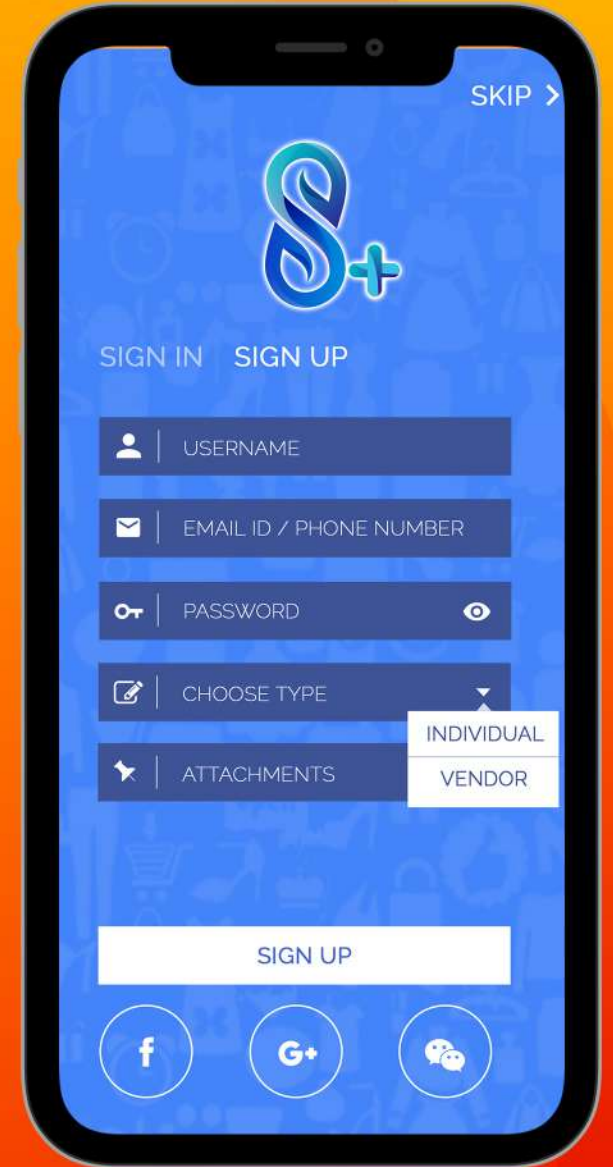 SKIP
S+
SIGN IN SIGN UP
USERNAME
EMAIL ID / PHONE NUMBER
PASSWORD
CHOOSE TYPE
INDIVIDUAL
ATTACHMENTS
VENDOR
SIGN UP
f G+